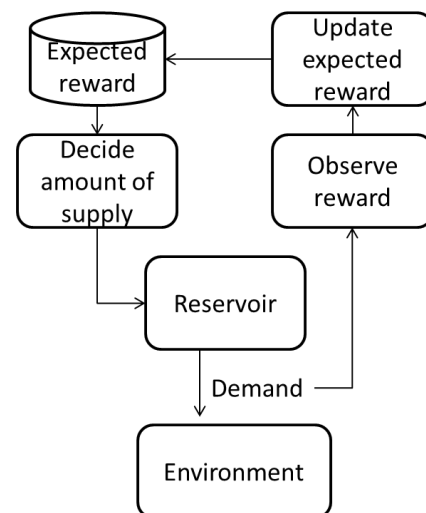 Expected
reward
Update
expected
reward
Decide
amount of
supply
Observe
reward
Reservoir
Demand
Environment